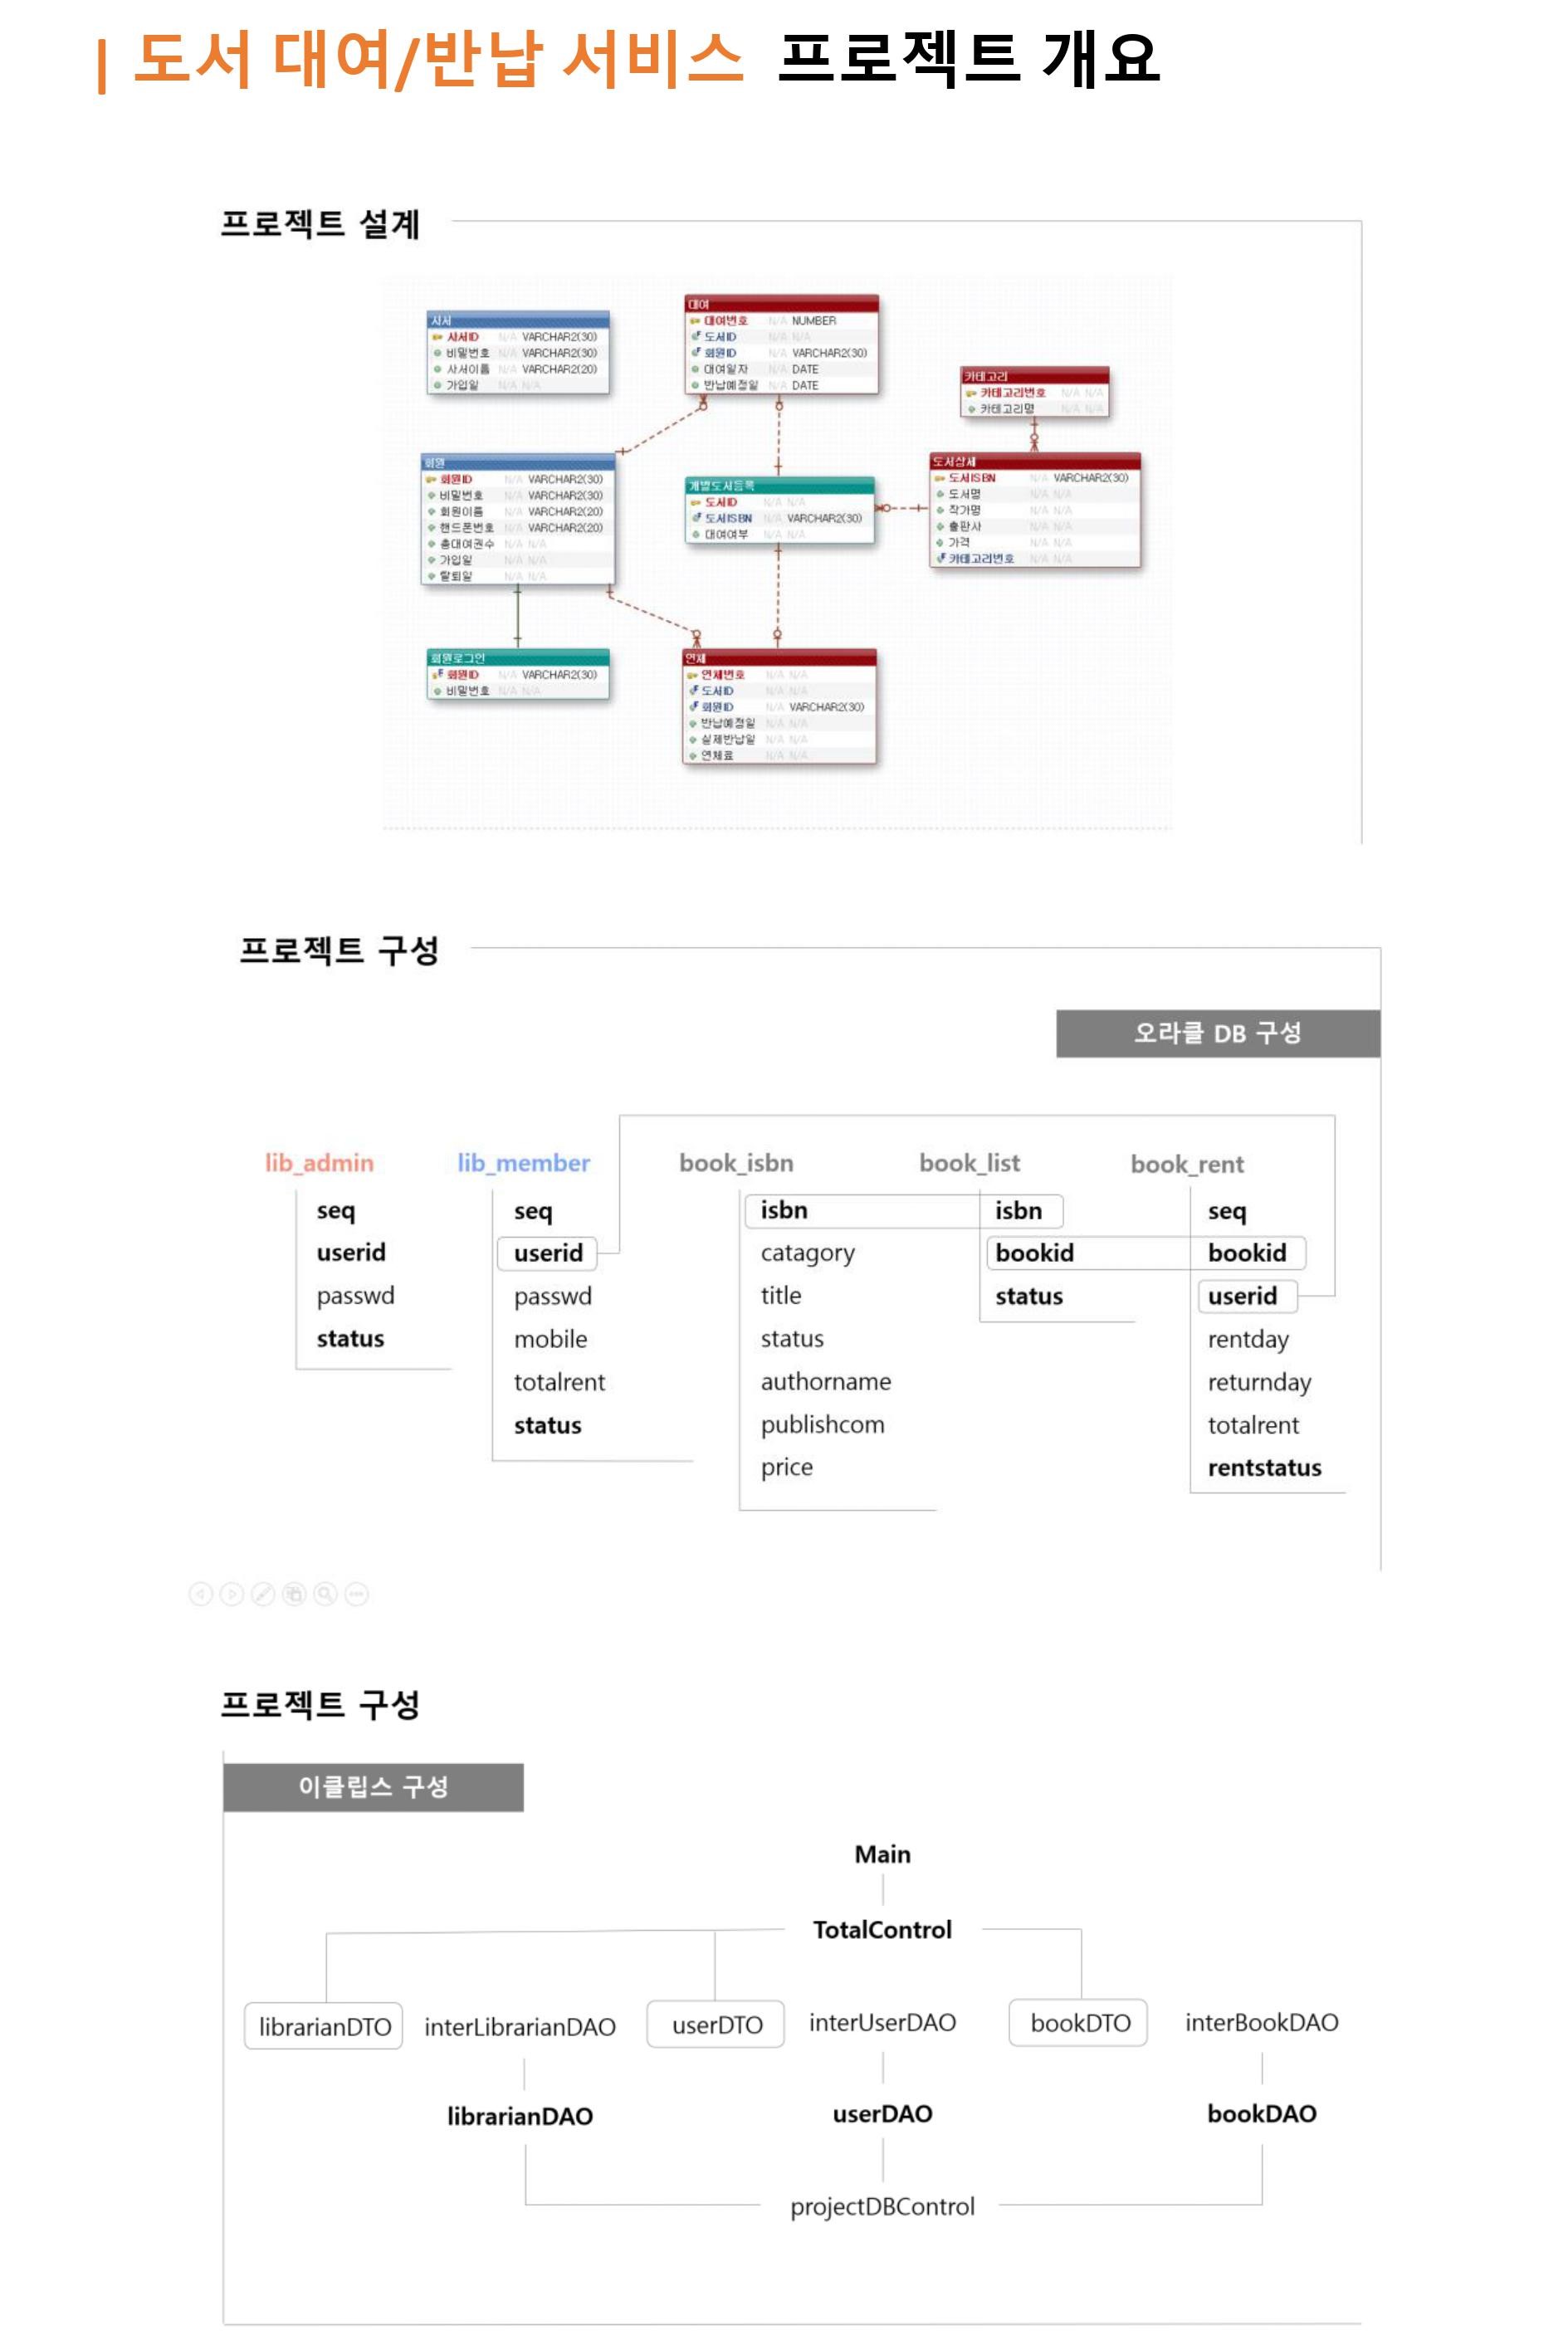 | 도서 대여/반납 서비스 프로젝트 개요
프로젝트 설계
사서
사서ID N/A VARCHAR2(30)
비밀번호 N/A VARCHAR2(30)
사서이름 N/A VARCHAR2(20)
가입일 N/A N/A
대여
대여번호 N/A NUMBER
도서ID N/A N/A
회원ID N/A VARCHAR2(30)
대여일자 N/A DATE
반납예정일 N/A DATE
카테고리
카테고리번호 N/A N/A
카테고리명 N/A N/A
회원
회원ID N/A VARCHAR2(30)
비밀번호 N/A VARCHAR2(30)
회원이름 N/A VARCHAR2(20)
핸드폰번호 N/A VARCHAR2(20)
총대여권수 N/A N/A
가입일 N/A N/A
탈퇴일 N/A N/A
개별도서등록
도서ID N/A N/A
도서ISBN N/A VARCHAR2(30)
대여여부 N/A N/A
도서상세
도서ISBN N/A VARCHAR2(30)
도서명 N/A N/A
작가명 N/A N/A
출판사 N/A N/A
가격 N/A N/A
카테고리번호 N/A N/A
회원로그인
회원ID N/A VARCHAR2(30)
비밀번호 N/A N/A
연체
연체번호 N/A N/A
도서ID N/A N/A
회원ID N/A VARCHAR2(30)
반납예정일 N/A N/A
실제반납일 N/A N/A
연체료 N/A N/A
프로젝트 구성
오라클 DB 구성
lib_admin
seq
userid
passwd
status
lib_member
seq
userid
passwd
mobile
totalrent
status
book_isbn
isbn
catagory
title
status
authorname
publishcom
price
book_list
isbn
bookid
status
book_rent
seq
bookid
userid
rentday
returnday
totalrent
rentstatus
프로젝트 구성
이클립스 구성
Main
TotalControl
librarianDTO interLibrarianDAO userDTO interUserDAO bookDTO interBookDAO
librarianDAO userDAO bookDAO
projectDBControl